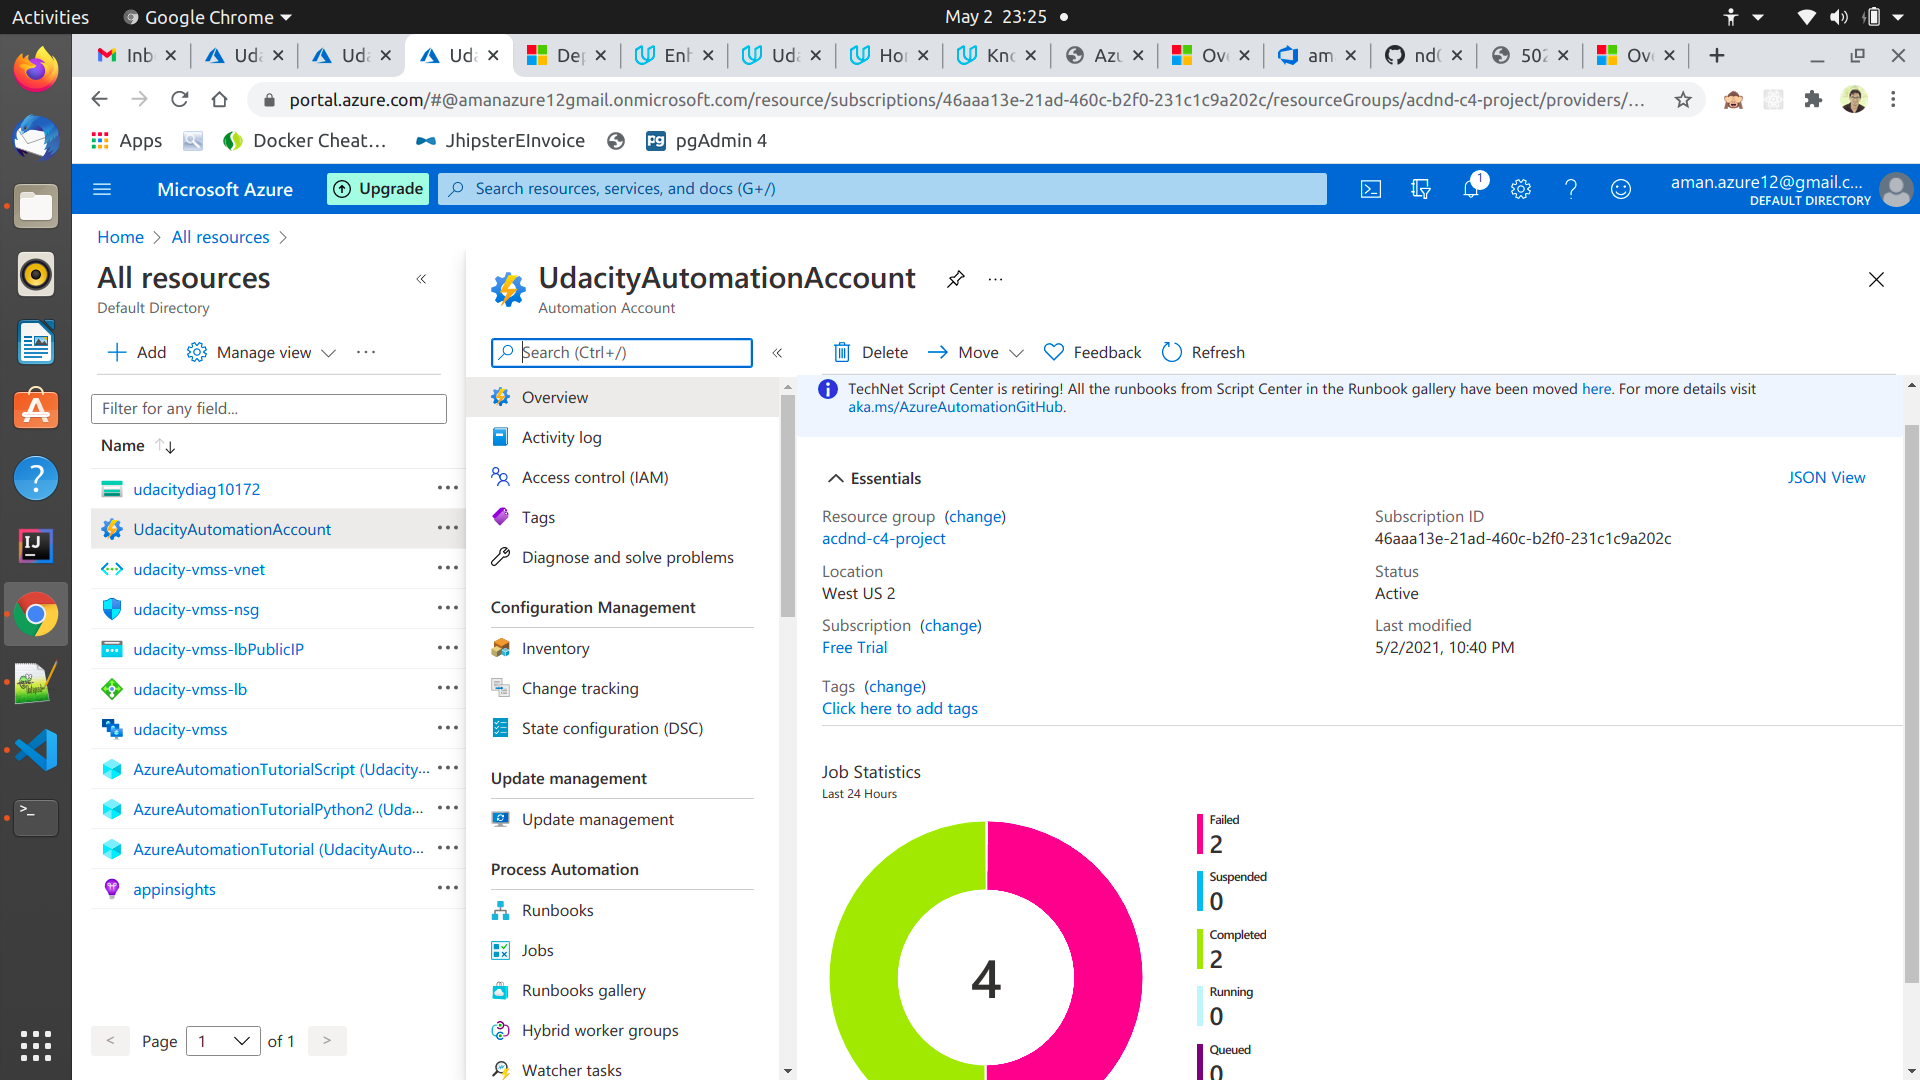 Activities
Google Chrome
May 2 23:25
Inb
Uda
Uda
Uda
Dep
Enh
Uda
Hor
Kno
Azu
Ove
am
nd0
502
Ove
portal.azure.com/#@amanazure12gmail.onmicrosoft.com/resource/subscriptions/46aaa13e-21ad-460c-b2f0-231c1c9a202c/resourceGroups/acdnd-c4-project/providers/...
Apps
Docker Cheat...
JhipsterEInvoice
pg
pgAdmin 4
Microsoft Azure
Upgrade
Search resources, services, and docs (G+/)
1
aman.azure12@gmail.c...
DEFAULT DIRECTORY
Home
All resources
All resources
Default Directory
Add
Manage view
Filter for any field...
Name
udacitydiag10172
UdacityAutomationAccount
udacity-vmss-vnet
udacity-vmss-nsg
udacity-vmss-lbPublicIP
udacity-vmss-lb
udacity-vmss
AzureAutomationTutorialScript (Udacity...
AzureAutomationTutorialPython2 (Uda...
AzureAutomationTutorial (UdacityAuto...
appinsights
< Page 1 of 1 >
UdacityAutomationAccount
Automation Account
Search (Ctrl+/)
Overview
Activity log
Access control (IAM)
Tags
Diagnose and solve problems
Configuration Management
Inventory
Change tracking
State configuration (DSC)
Update management
Update management
Process Automation
Runbooks
Jobs
Runbooks gallery
Hybrid worker groups
Watcher tasks
Delete
Move
Feedback
Refresh
TechNet Script Center is retiring! All the runbooks from Script Center in the Runbook gallery have been moved here. For more details visit
aka.ms/AzureAutomationGitHub.
Essentials
JSON View
Resource group (change)
acdnd-c4-project
Location
West US 2
Subscription (change)
Free Trial
Tags (change)
Click here to add tags
Subscription ID
46aaa13e-21ad-460c-b2f0-231c1c9a202c
Status
Active
Last modified
5/2/2021, 10:40 PM
Job Statistics
Last 24 Hours
4
Failed
2
Suspended
0
Completed
2
Running
0
Queued
0
IJ